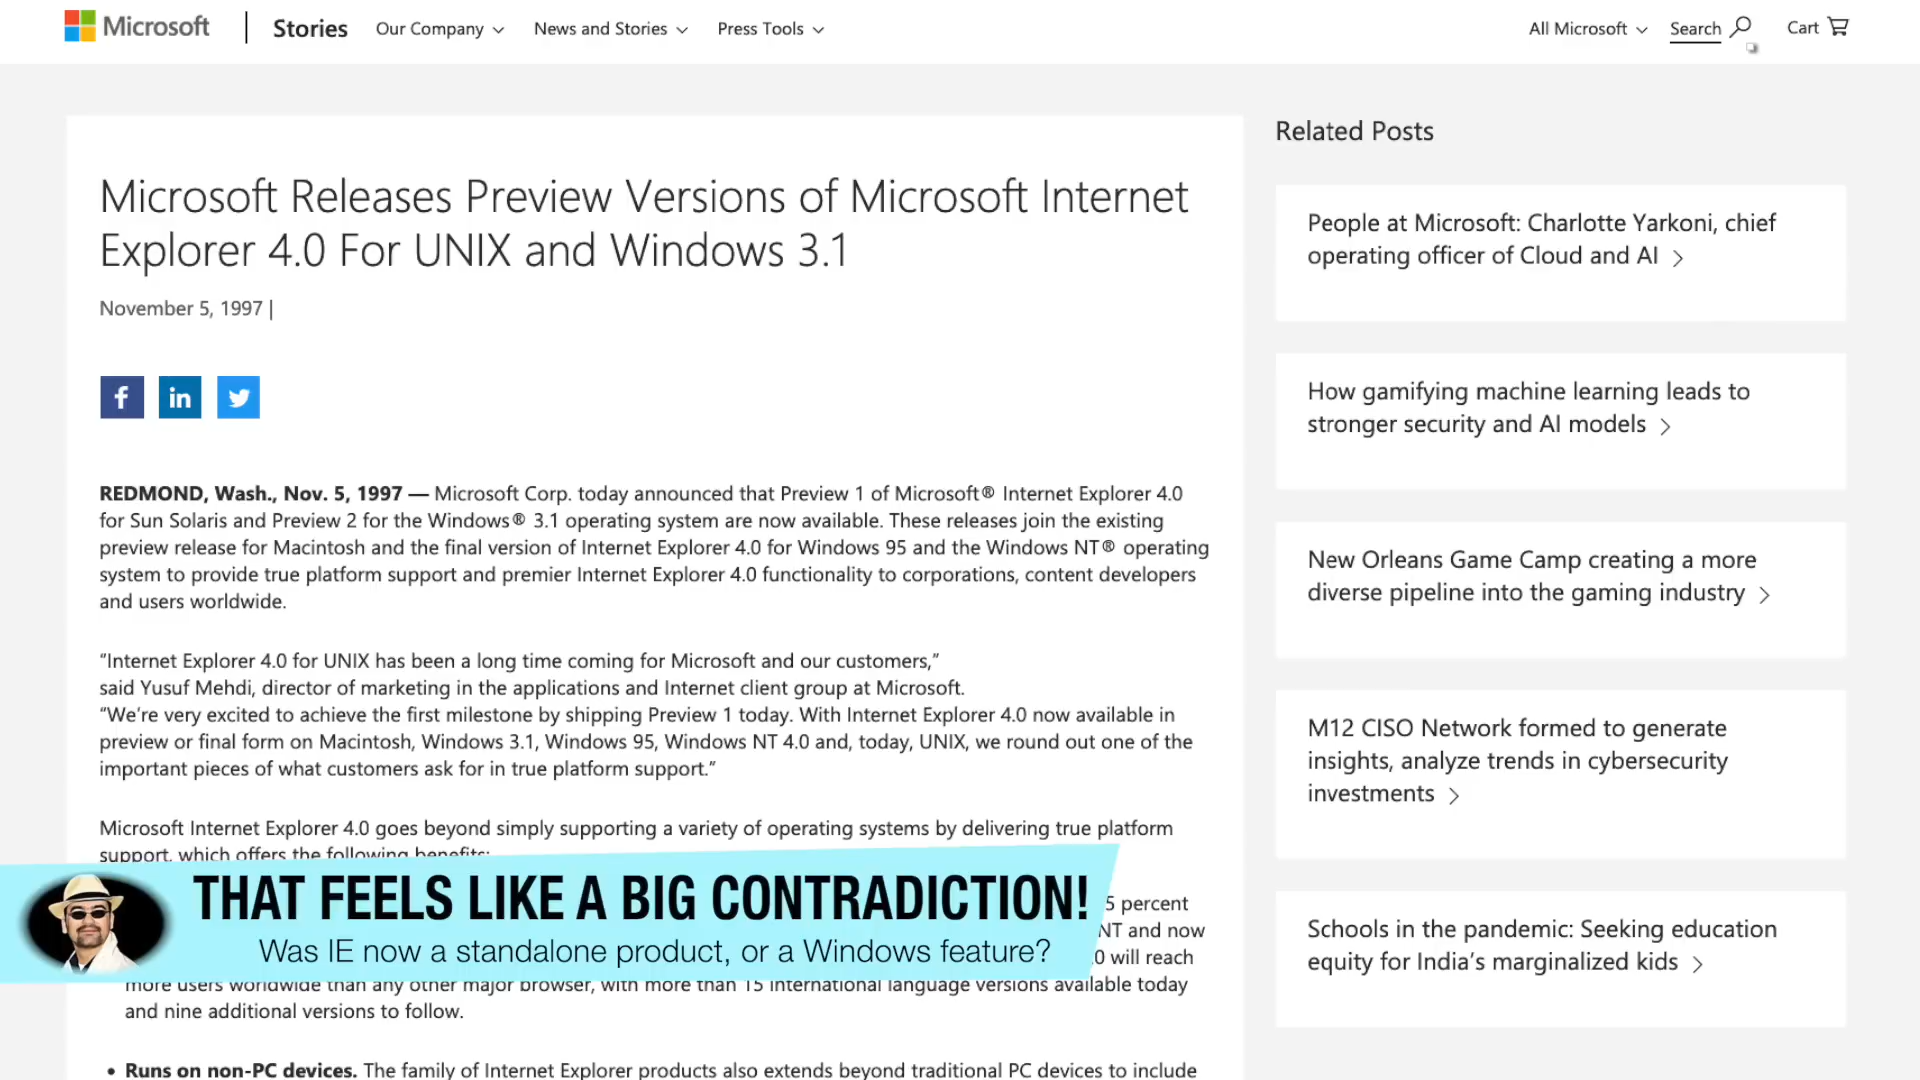 Microsoft
Stories
Our Company
News and Stories
Press Tools
All Microsoft
Search
Cart
Microsoft Releases Preview Versions of Microsoft Internet
Explorer 4.0 For UNIX and Windows 3.1
November 5, 1997 |
f
in
REDMOND, Wash., Nov. 5, 1997 — Microsoft Corp. today announced that Preview 1 of Microsoft® Internet Explorer 4.0
for Sun Solaris and Preview 2 for the Windows® 3.1 operating system are now available. These releases join the existing
preview release for Macintosh and the final version of Internet Explorer 4.0 for Windows 95 and the Windows NT® operating
system to provide true platform support and premier Internet Explorer 4.0 functionality to corporations, content developers
and users worldwide.
“Internet Explorer 4.0 for UNIX has been a long time coming for Microsoft and our customers,”
said Yusuf Mehdi, director of marketing in the applications and Internet client group at Microsoft.
“We’re very excited to achieve the first milestone by shipping Preview 1 today. With Internet Explorer 4.0 now available in
preview or final form on Macintosh, Windows 3.1, Windows 95, Windows NT 4.0 and, today, UNIX, we round out one of the
important pieces of what customers ask for in true platform support.”
Microsoft Internet Explorer 4.0 goes beyond simply supporting a variety of operating systems by delivering true platform
support, which offers the following benefits:
5 percent
NT and now
0 will reach
more users worldwide than any other major browser, with more than 15 international language versions available today
and nine additional versions to follow.
• Runs on non-PC devices. The family of Internet Explorer products also extends beyond traditional PC devices to include
THAT FEELS LIKE A BIG CONTRADICTION!
Was IE now a standalone product, or a Windows feature?
Related Posts
People at Microsoft: Charlotte Yarkoni, chief
operating officer of Cloud and AI
How gamifying machine learning leads to
stronger security and AI models
New Orleans Game Camp creating a more
diverse pipeline into the gaming industry
M12 CISO Network formed to generate
insights, analyze trends in cybersecurity
investments
Schools in the pandemic: Seeking education
equity for India’s marginalized kids